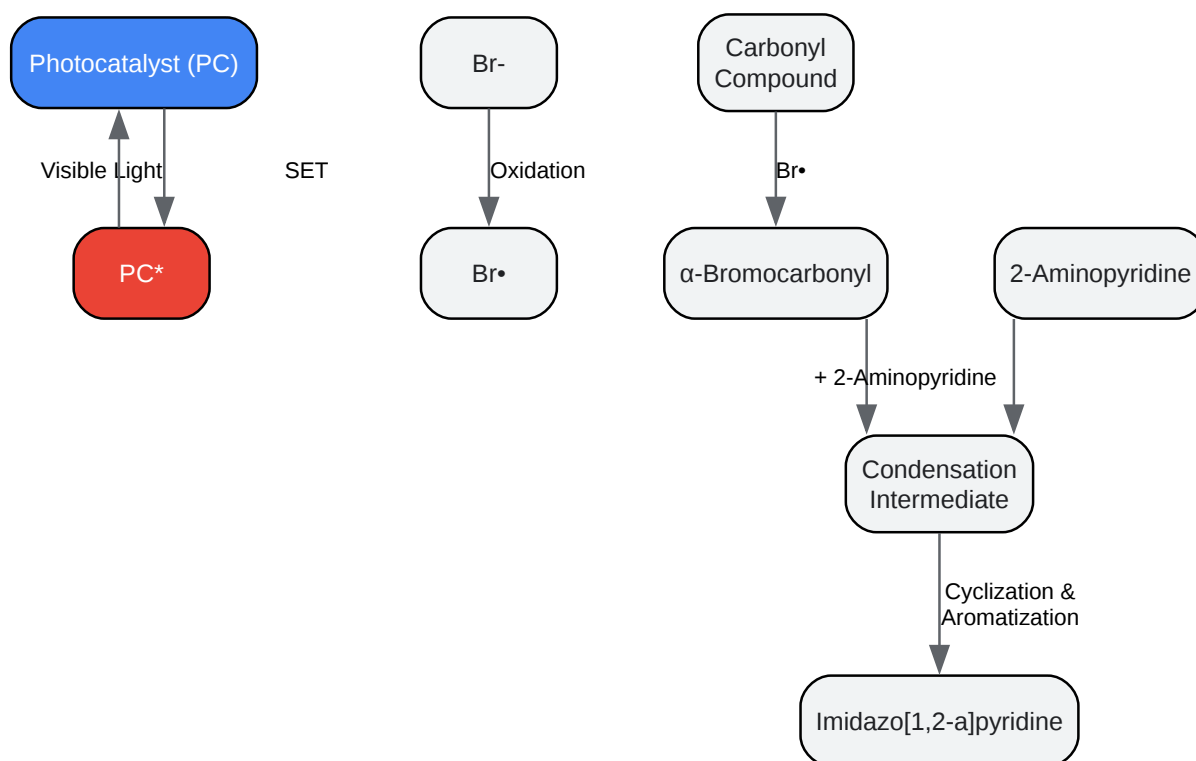 Photocatalyst (PC)
Br-
Carbonyl
Compound
Visible Light
SET
Oxidation
Br•
PC*
Br•
α-Bromocarbonyl
2-Aminopyridine
+ 2-Aminopyridine
Condensation
Intermediate
Cyclization &
Aromatization
Imidazo[1,2-a]pyridine